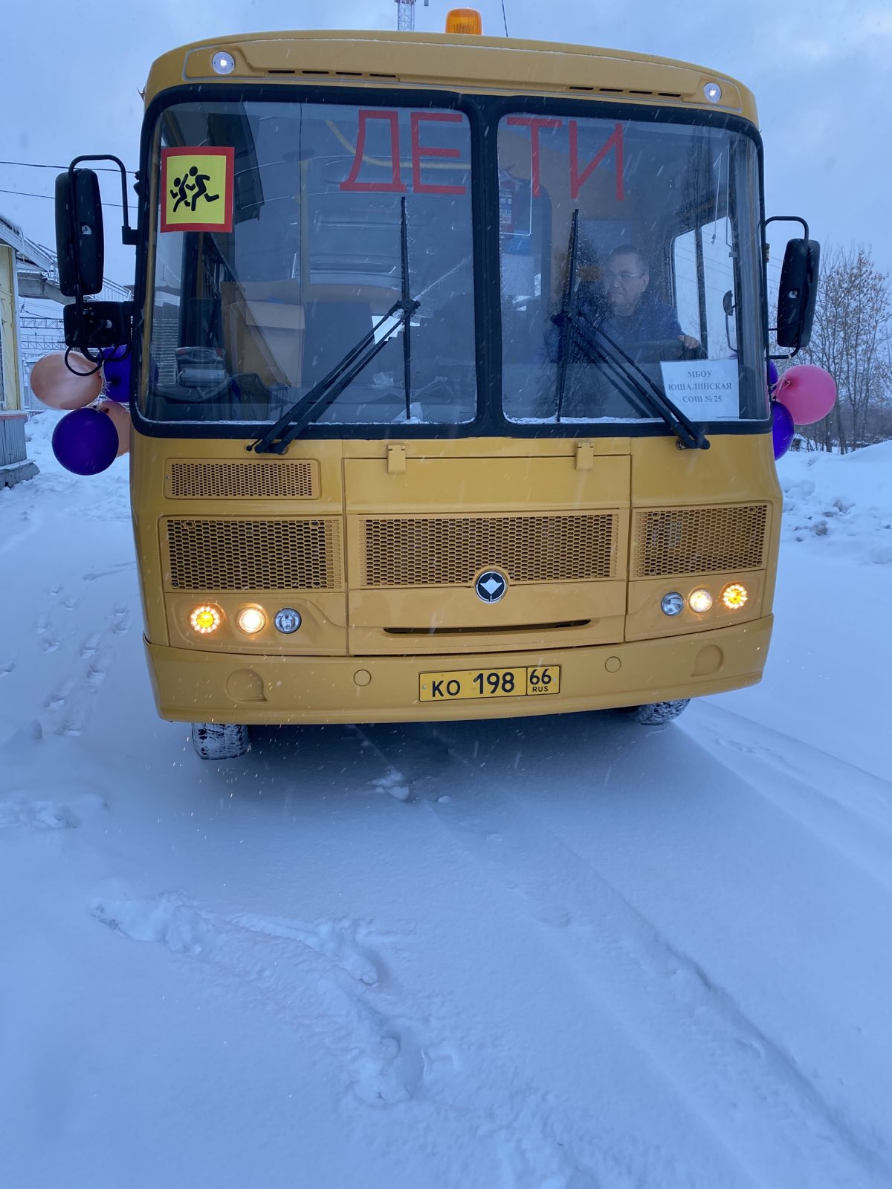 ДЕТИ
МБОУ
ЮШАЛИНСКАЯ
СОШ № 25
КО 198 66
RUS